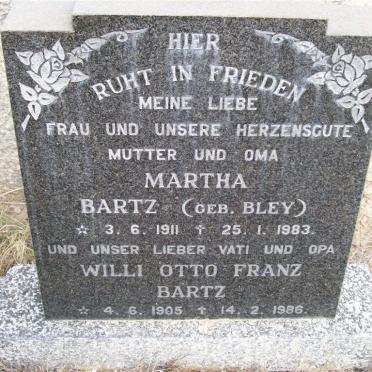 HIER
RUHT IN FRIEDEN
MEINE LIEBE
FRAU UND UNSERE HERZENSGUTE
MUTTER UND OMA
MARTHA
BARTZ (GEB. BLEY)
☆ 3. 6. 1911 ✝ 25. 1. 1983.
UND UNSER LIEBER VATI UND OPA
WILLI OTTO FRANZ
BARTZ
☆ 4. 6. 1905 ✝ 14. 2. 1986.